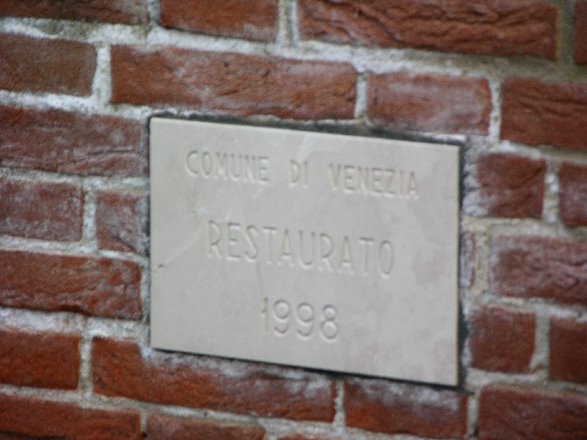 COMUNE DI VENEZIA
RESTAURATO
1998